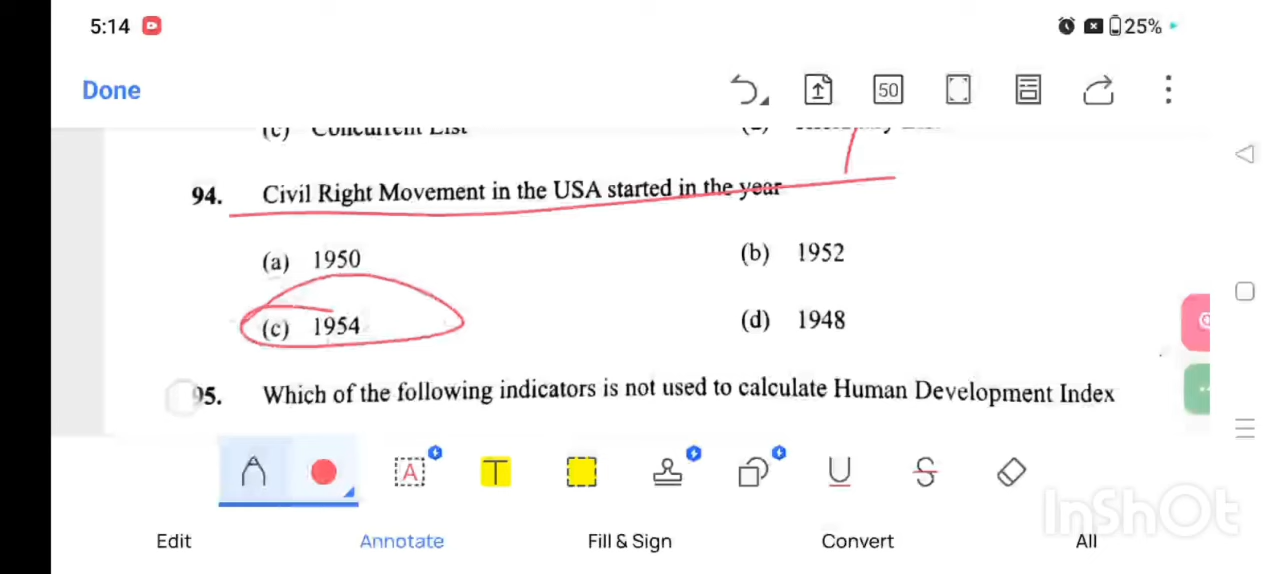 5:14 25%
Done 50
(c) Concurrent List
94. Civil Right Movement in the USA started in the year
(a) 1950 (b) 1952
(c) 1954 (d) 1948
95. Which of the following indicators is not used to calculate Human Development Index
A T U S
Edit Annotate Fill & Sign Convert All
InShOt